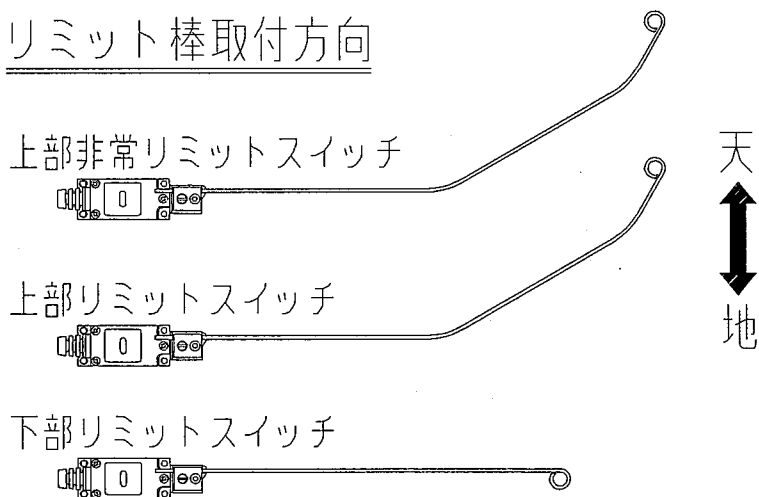 リミット棒取付方向
上部非常リミットスイッチ
天
上部リミットスイッチ
地
下部リミットスイッチ